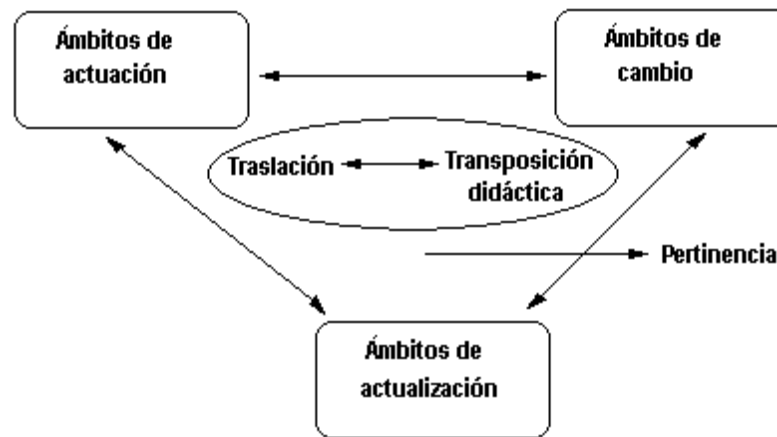 Ámbitos de
actuación
Ámbitos de
cambio
Traslación
Transposición
didáctica
Pertinencia
Ámbitos de
actualización